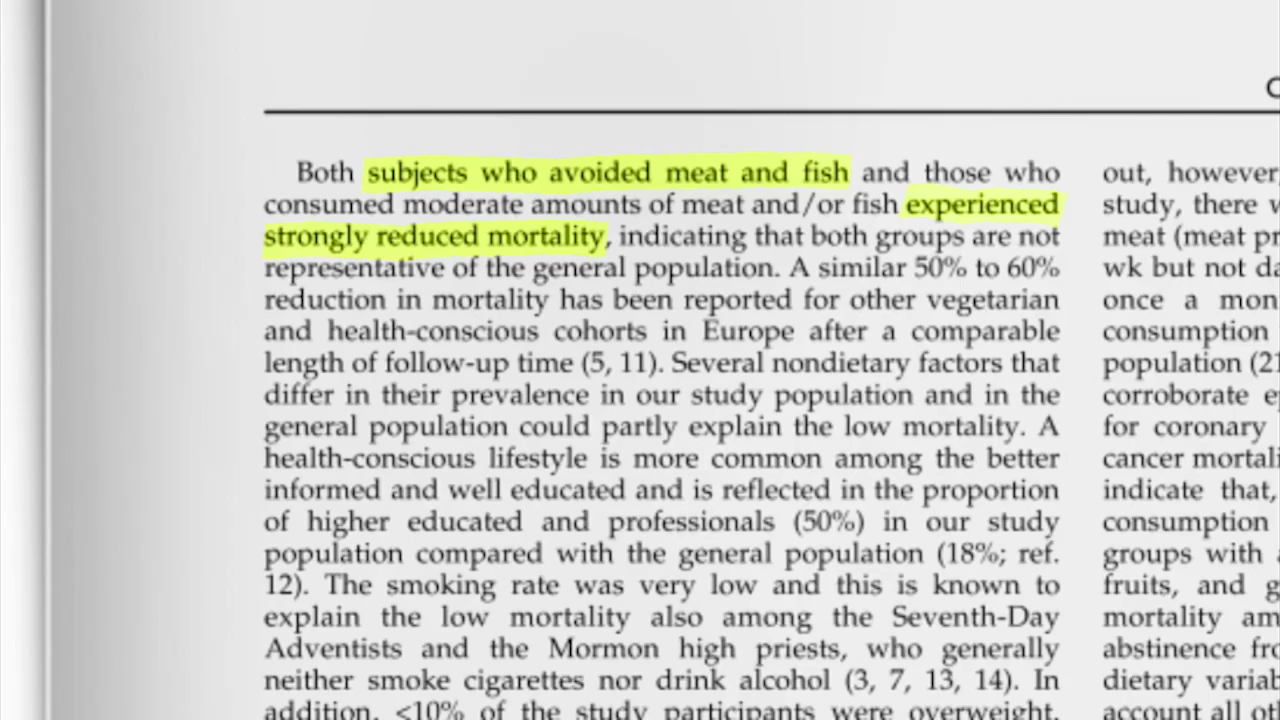 Both subjects who avoided meat and fish and those who
consumed moderate amounts of meat and/or fish experienced
strongly reduced mortality, indicating that both groups are not
representative of the general population. A similar 50% to 60%
reduction in mortality has been reported for other vegetarian
and health-conscious cohorts in Europe after a comparable
length of follow-up time (5, 11). Several nondietary factors that
differ in their prevalence in our study population and in the
general population could partly explain the low mortality. A
health-conscious lifestyle is more common among the better
informed and well educated and is reflected in the proportion
of higher educated and professionals (50%) in our study
population compared with the general population (18%; ref.
12). The smoking rate was very low and this is known to
explain the low mortality also among the Seventh-Day
Adventists and the Mormon high priests, who generally
neither smoke cigarettes nor drink alcohol (3, 7, 13, 14). In
addition, <10% of the study participants were overweight,
out, however,
study, there
meat (meat
wk but not
once a
consumption
population
corroborate
for coronary
cancer
indicate that,
consumption
groups with
fruits, and
mortality
abstinence
dietary
account all